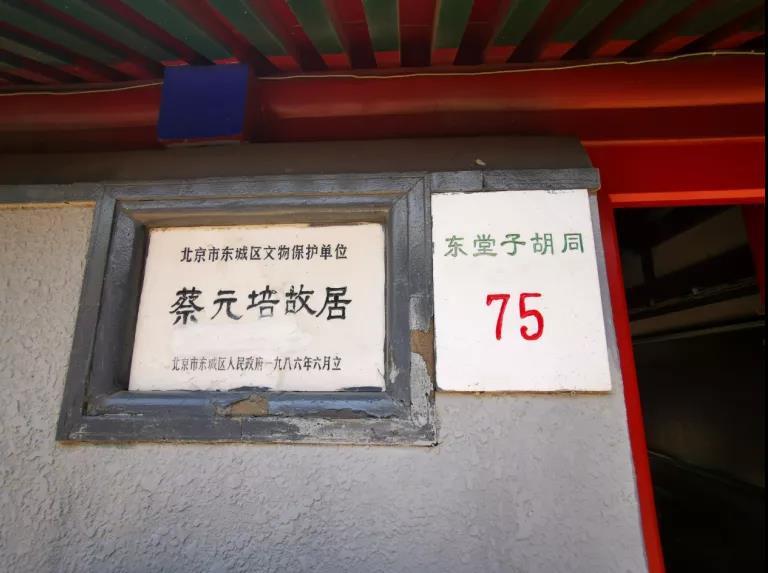 北京市东城区文物保护单位
蔡元培故居
北京市东城区人民政府一九八六年六月立
东堂子胡同
75